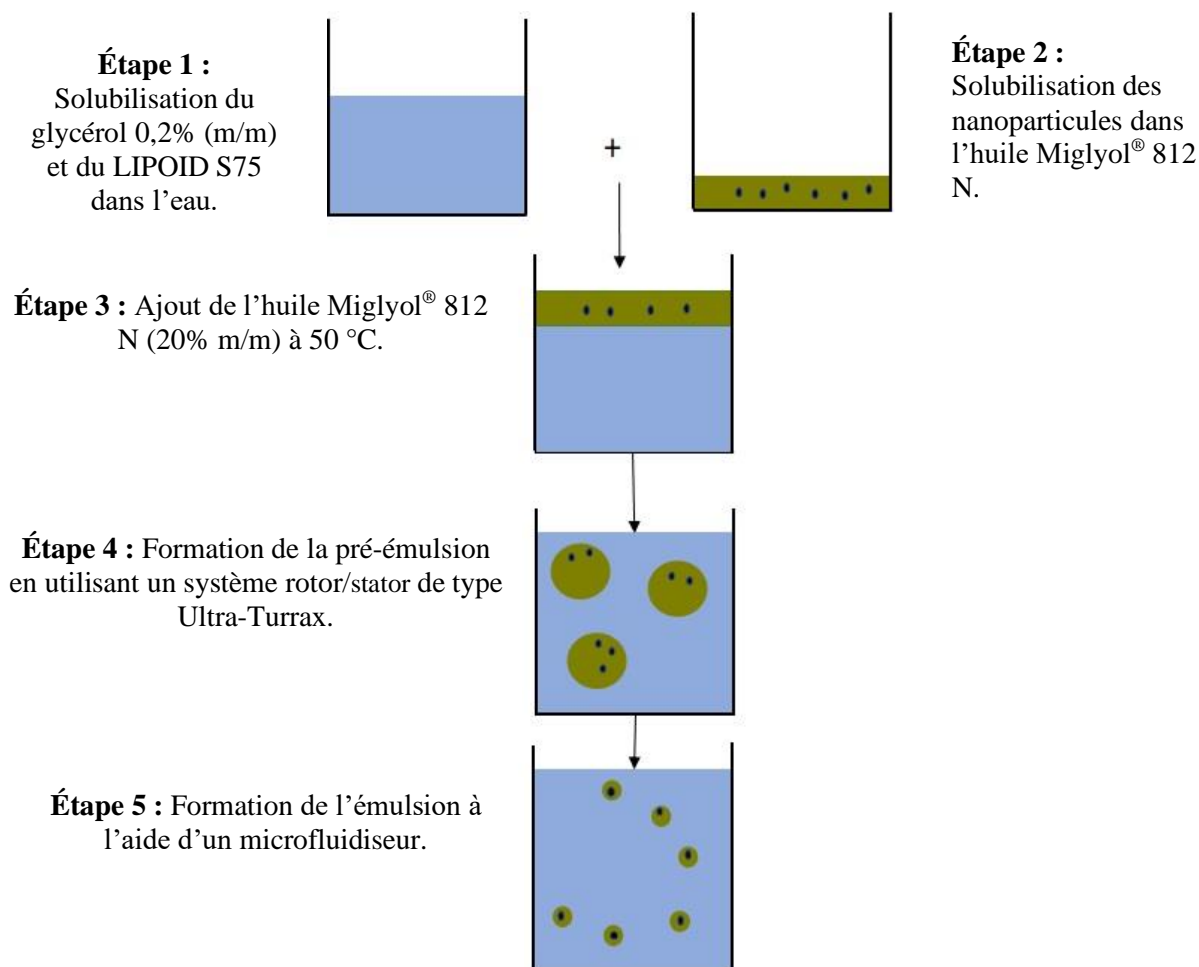 Étape 1 :
Solubilisation du
glycérol 0,2% (m/m)
et du LIPOID S75
dans l’eau.
+
Étape 2 :
Solubilisation des
nanoparticules dans
l’huile Miglyol® 812
N.
Étape 3 : Ajout de l’huile Miglyol® 812
N (20% m/m) à 50 °C.
Étape 4 : Formation de la pré-émulsion
en utilisant un système rotor/stator de type
Ultra-Turrax.
Étape 5 : Formation de l’émulsion à
l’aide d’un microfluidiseur.